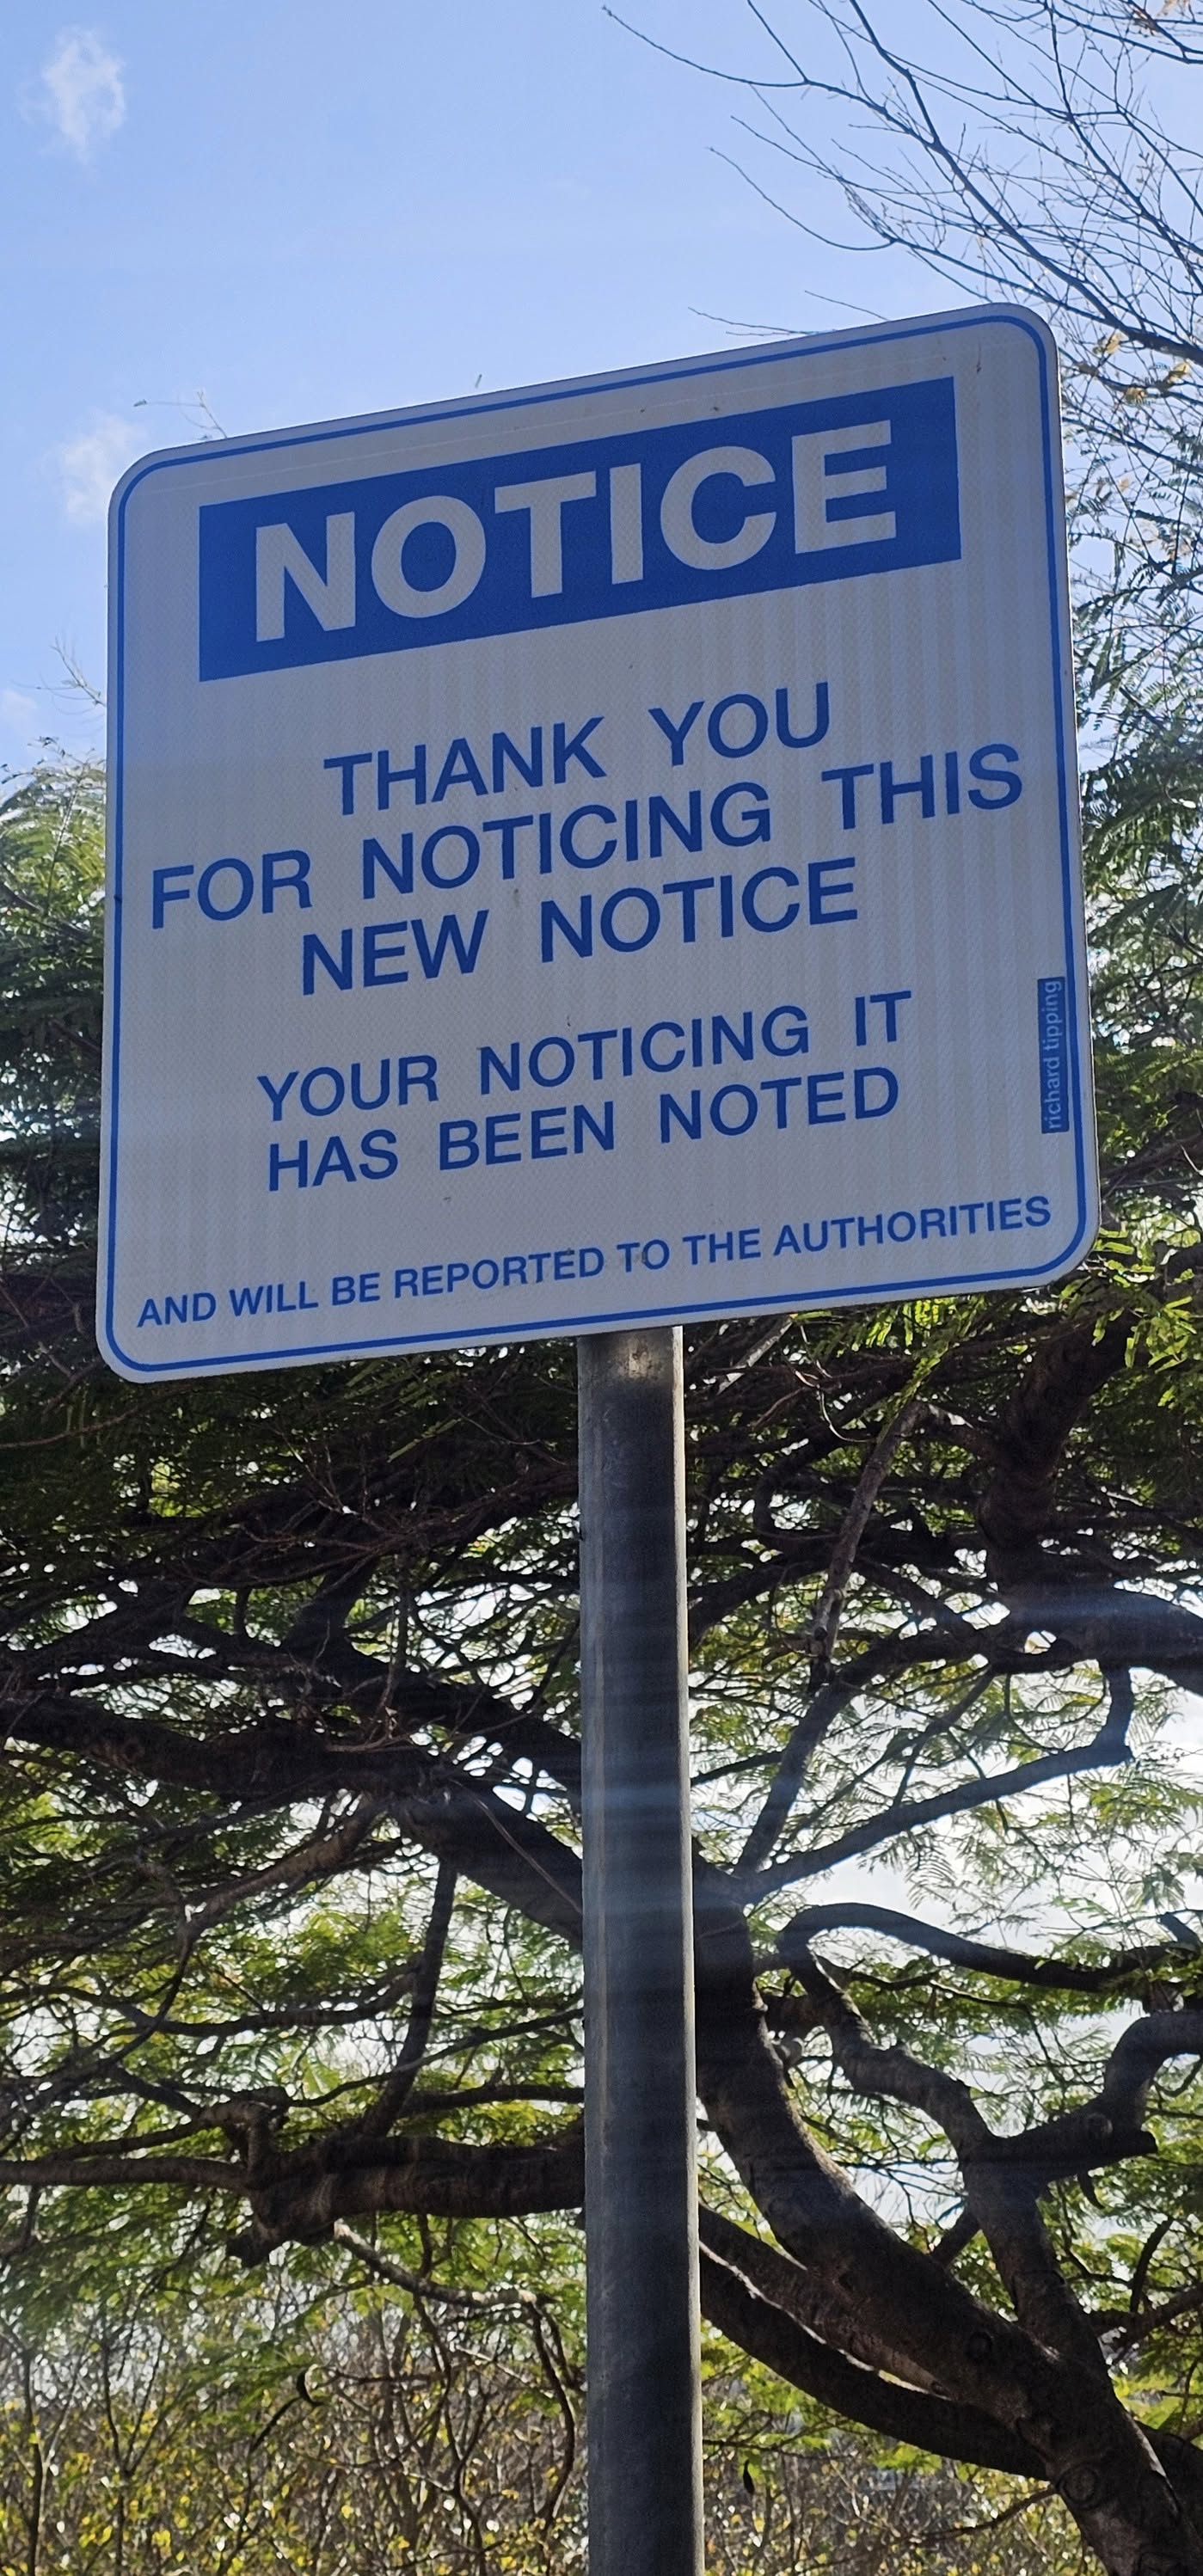 NOTICE
THANK YOU
FOR NOTICING THIS
NEW NOTICE
YOUR NOTICING IT
HAS BEEN NOTED
AND WILL BE REPORTED TO THE AUTHORITIES
richard tipping